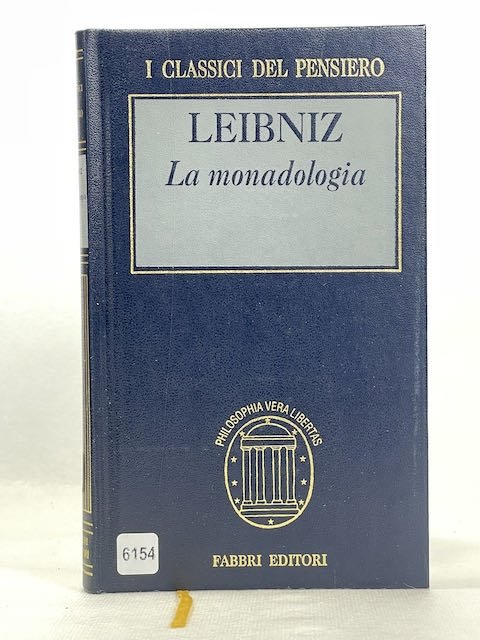 I CLASSICI DEL PENSIERO
LEIBNIZ
La monadologia
PHILOSOPHIA VERA LIBERTAS
6154
FABBRI EDITORI